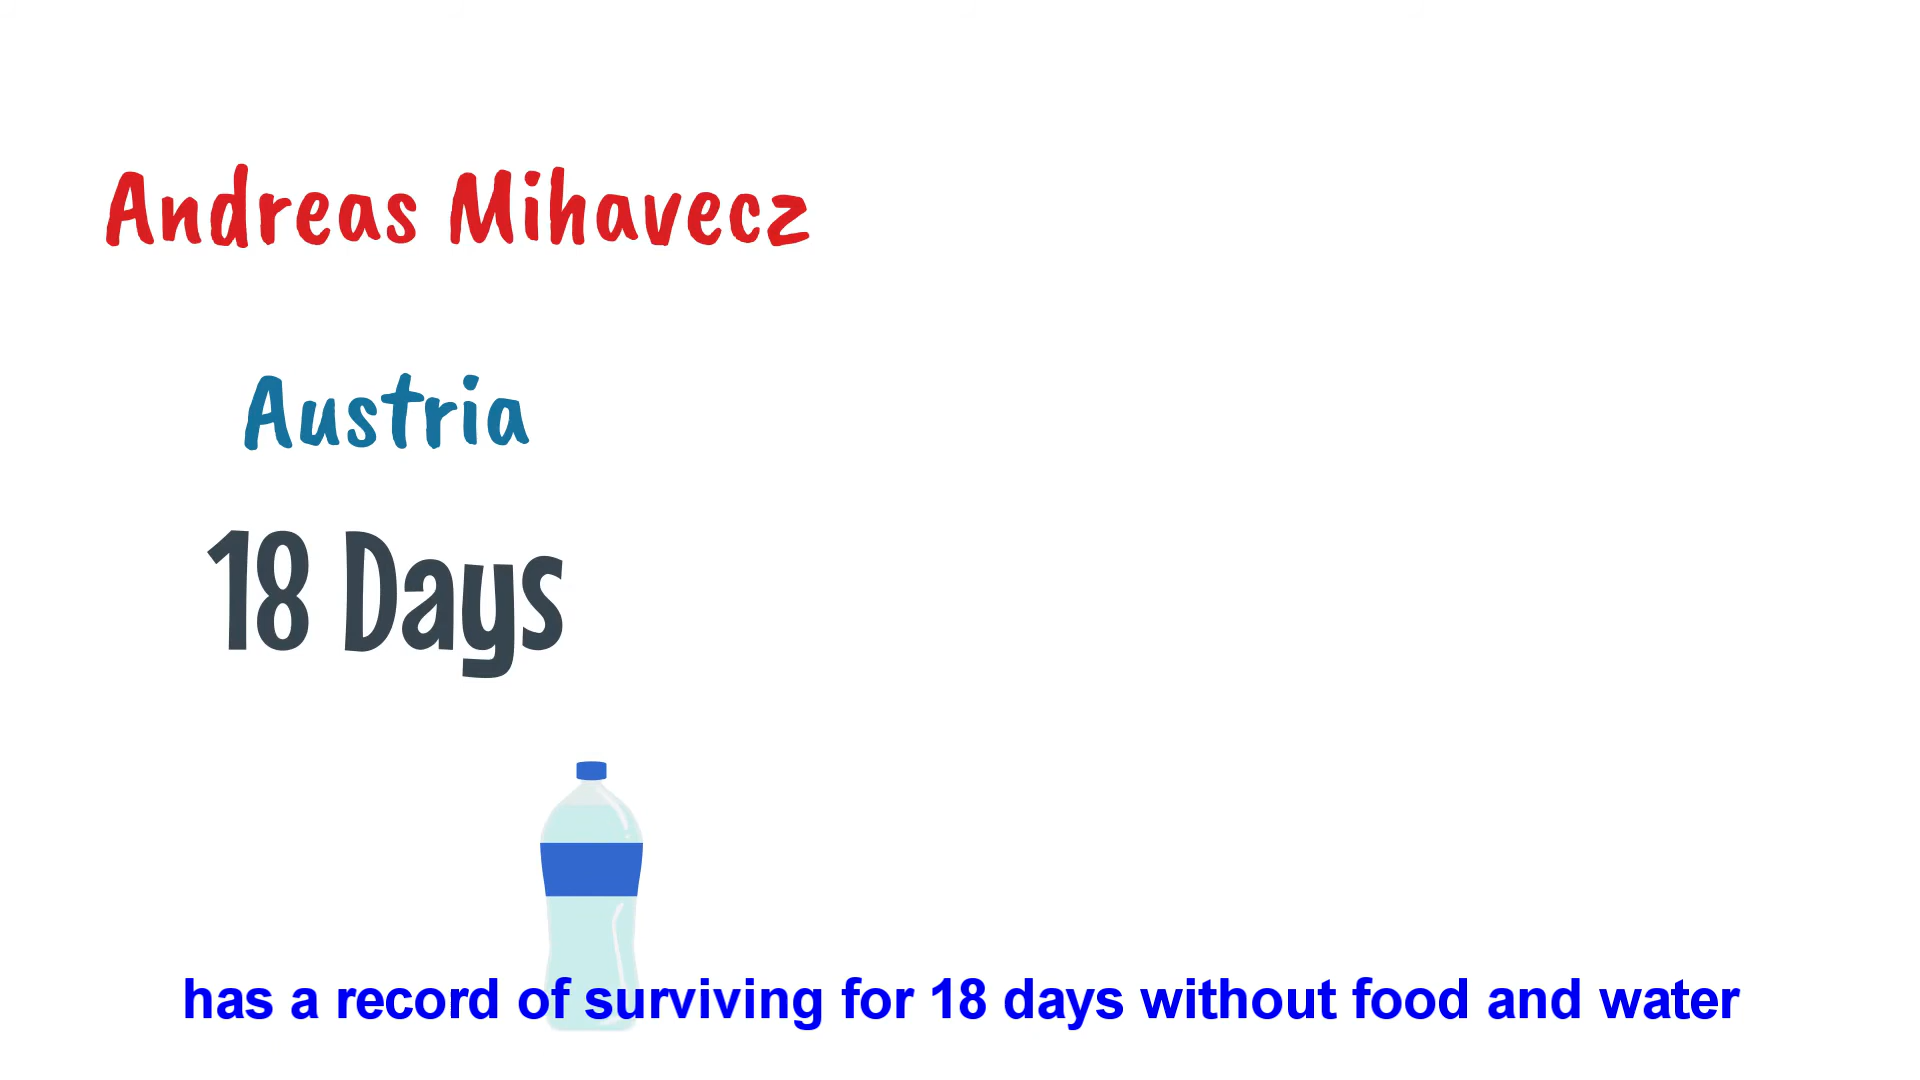 Andreas Mihavecz
Austria
18 Days
has a record of surviving for 18 days without food and water